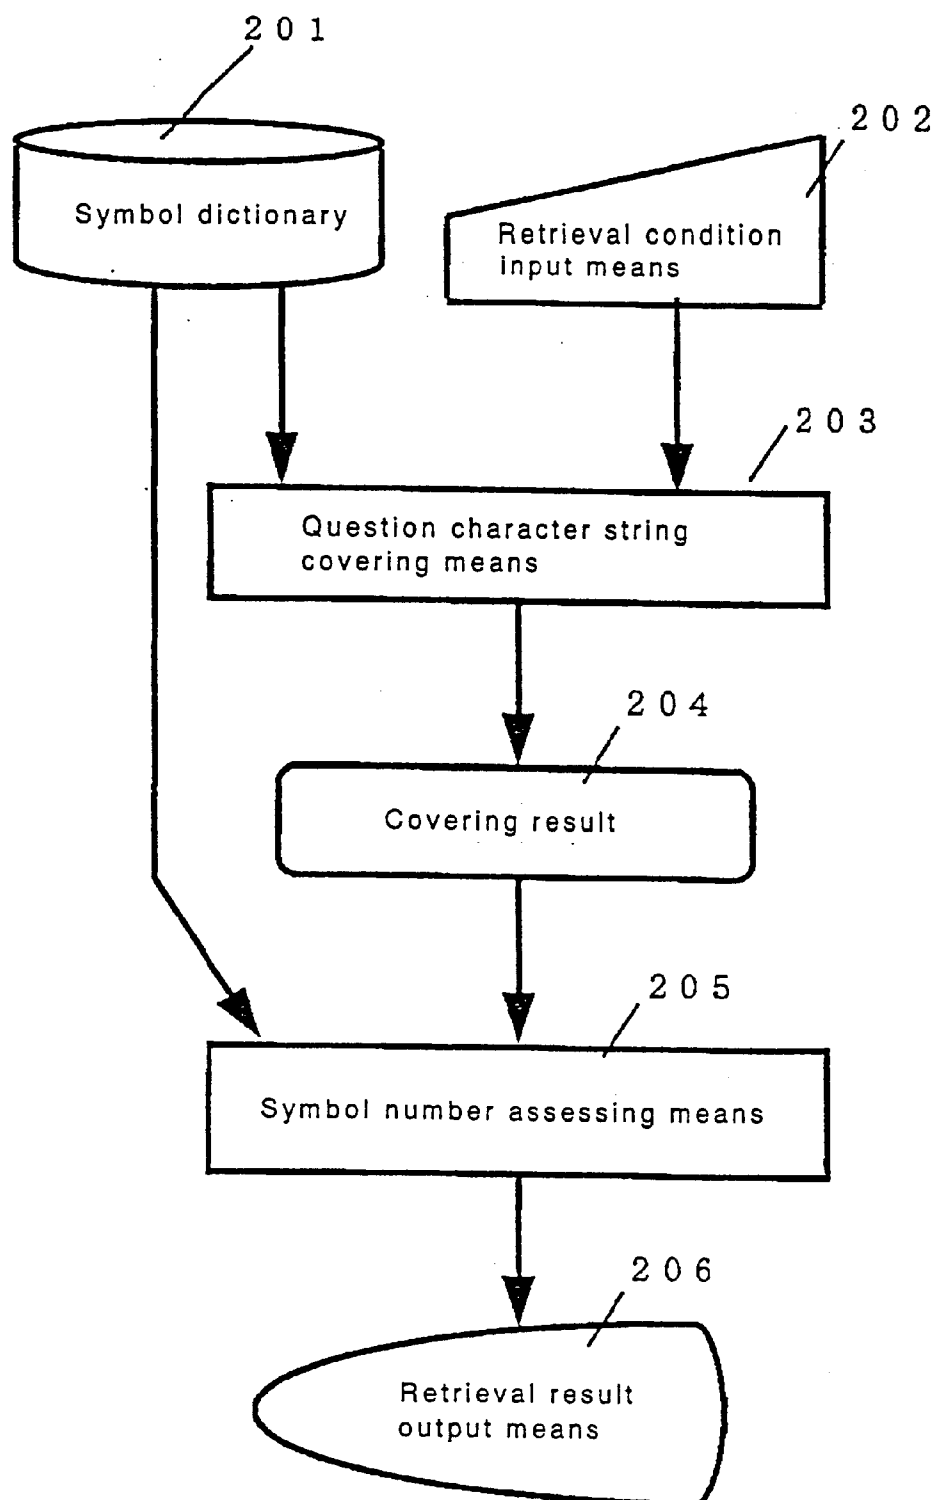 201
202
Symbol dictionary
Retrieval condition
input means
203
Question character string
covering means
204
Covering result
205
Symbol number assessing means
206
Retrieval result
output means